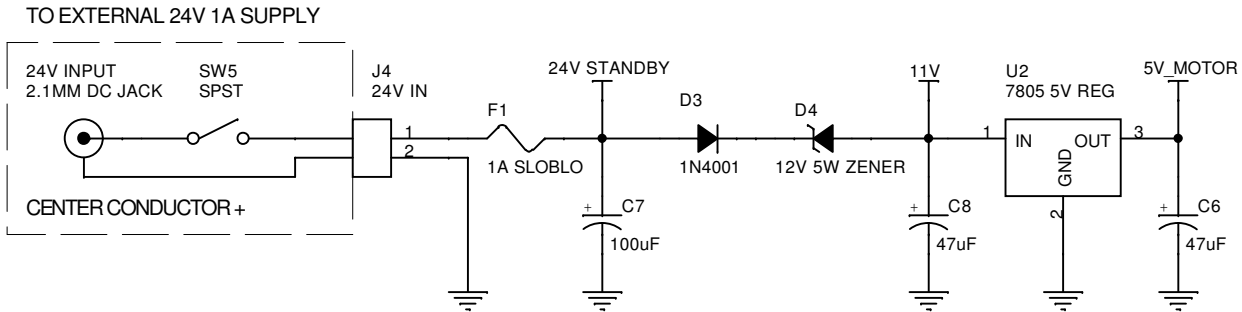 TO EXTERNAL 24V 1A SUPPLY
24V INPUT
2.1MM DC JACK
SW5
SPST
CENTER CONDUCTOR +
J4
24V IN
1
2
F1
1A SLOBLO
24V STANDBY
+
C7
100uF
D3
1N4001
D4
12V 5W ZENER
11V
+
C8
47uF
U2
7805 5V REG
1
IN
OUT
GND
2
3
5V_MOTOR
+
C6
47uF